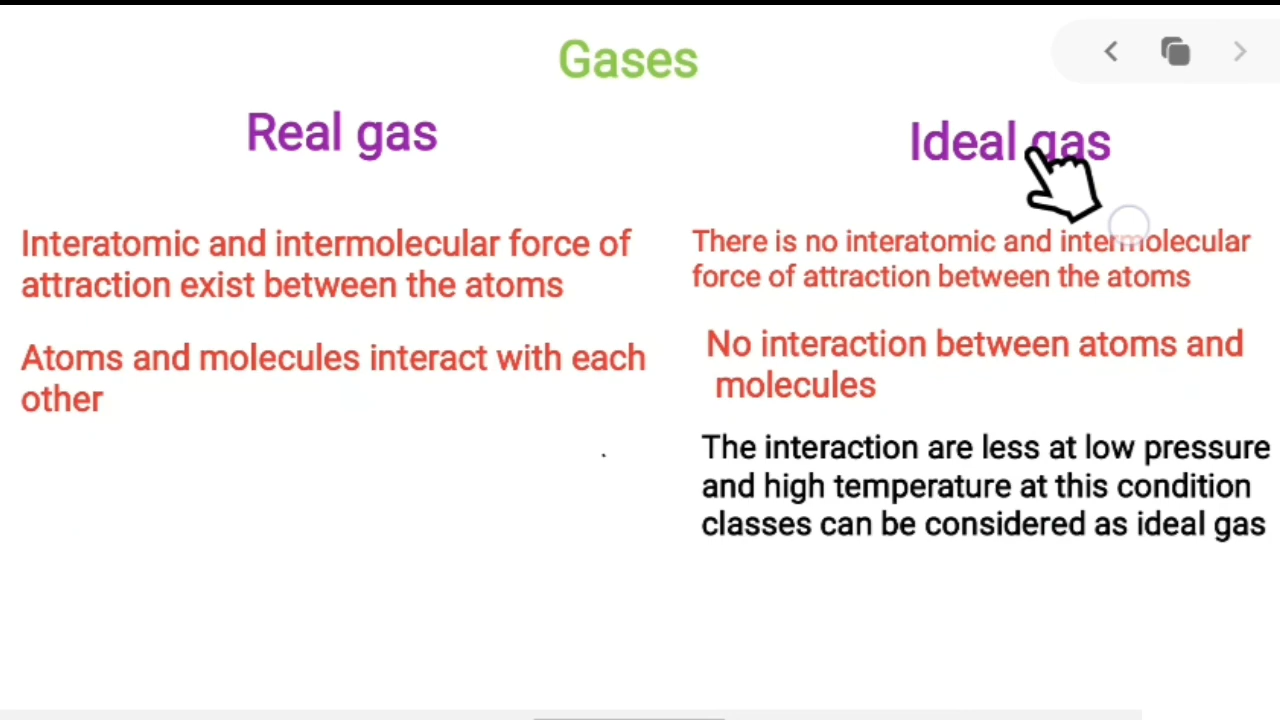 Gases
Real gas
Interatomic and intermolecular force of
attraction exist between the atoms
Atoms and molecules interact with each
other
Ideal gas
There is no interatomic and intermolecular
force of attraction between the atoms
No interaction between atoms and
molecules
The interaction are less at low pressure
and high temperature at this condition
classes can be considered as ideal gas